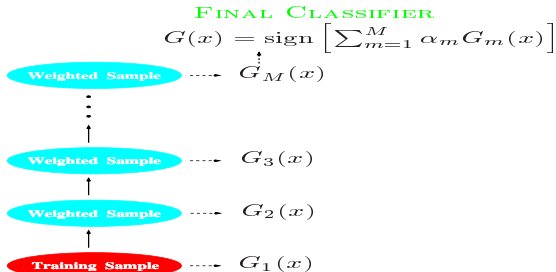 FINAL CLASSIFIER
G(x) = sign [∑_{m=1}^{M} α_m G_m(x)]
Weighted Sample G_M(x)
Weighted Sample G_3(x)
Weighted Sample G_2(x)
Training Sample G_1(x)